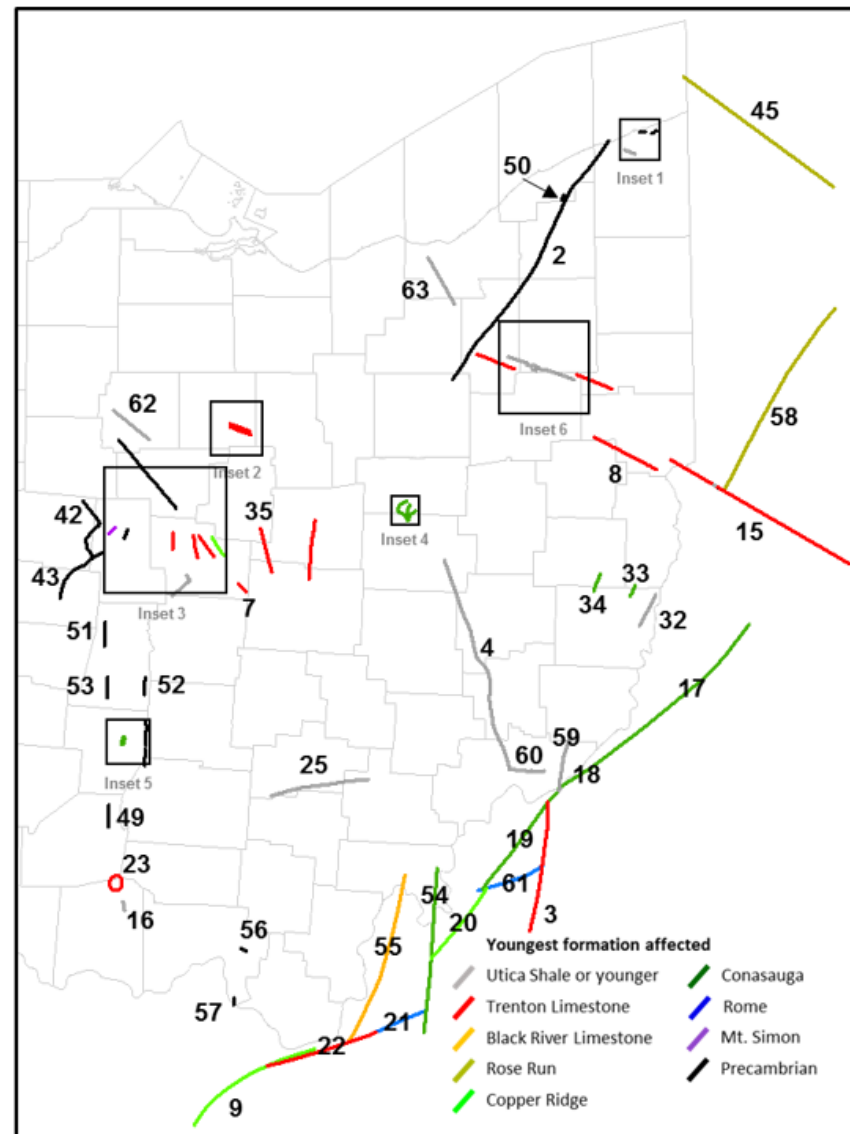 45
50
Inset 1
2
63
62
Inset 6
58
Inset 2
8
42
35
15
Inset 4
43
33
34
Inset 3
7
32
51
4
53
52
17
59
60
25
18
Inset 5
49
19
23
61
54
16
20
3
56
55
Youngest formation affected
Utica Shale or younger
Conasauga
Trenton Limestone
Rome
57
21
Black River Limestone
Mt. Simon
22
Rose Run
Precambrian
Copper Ridge
9